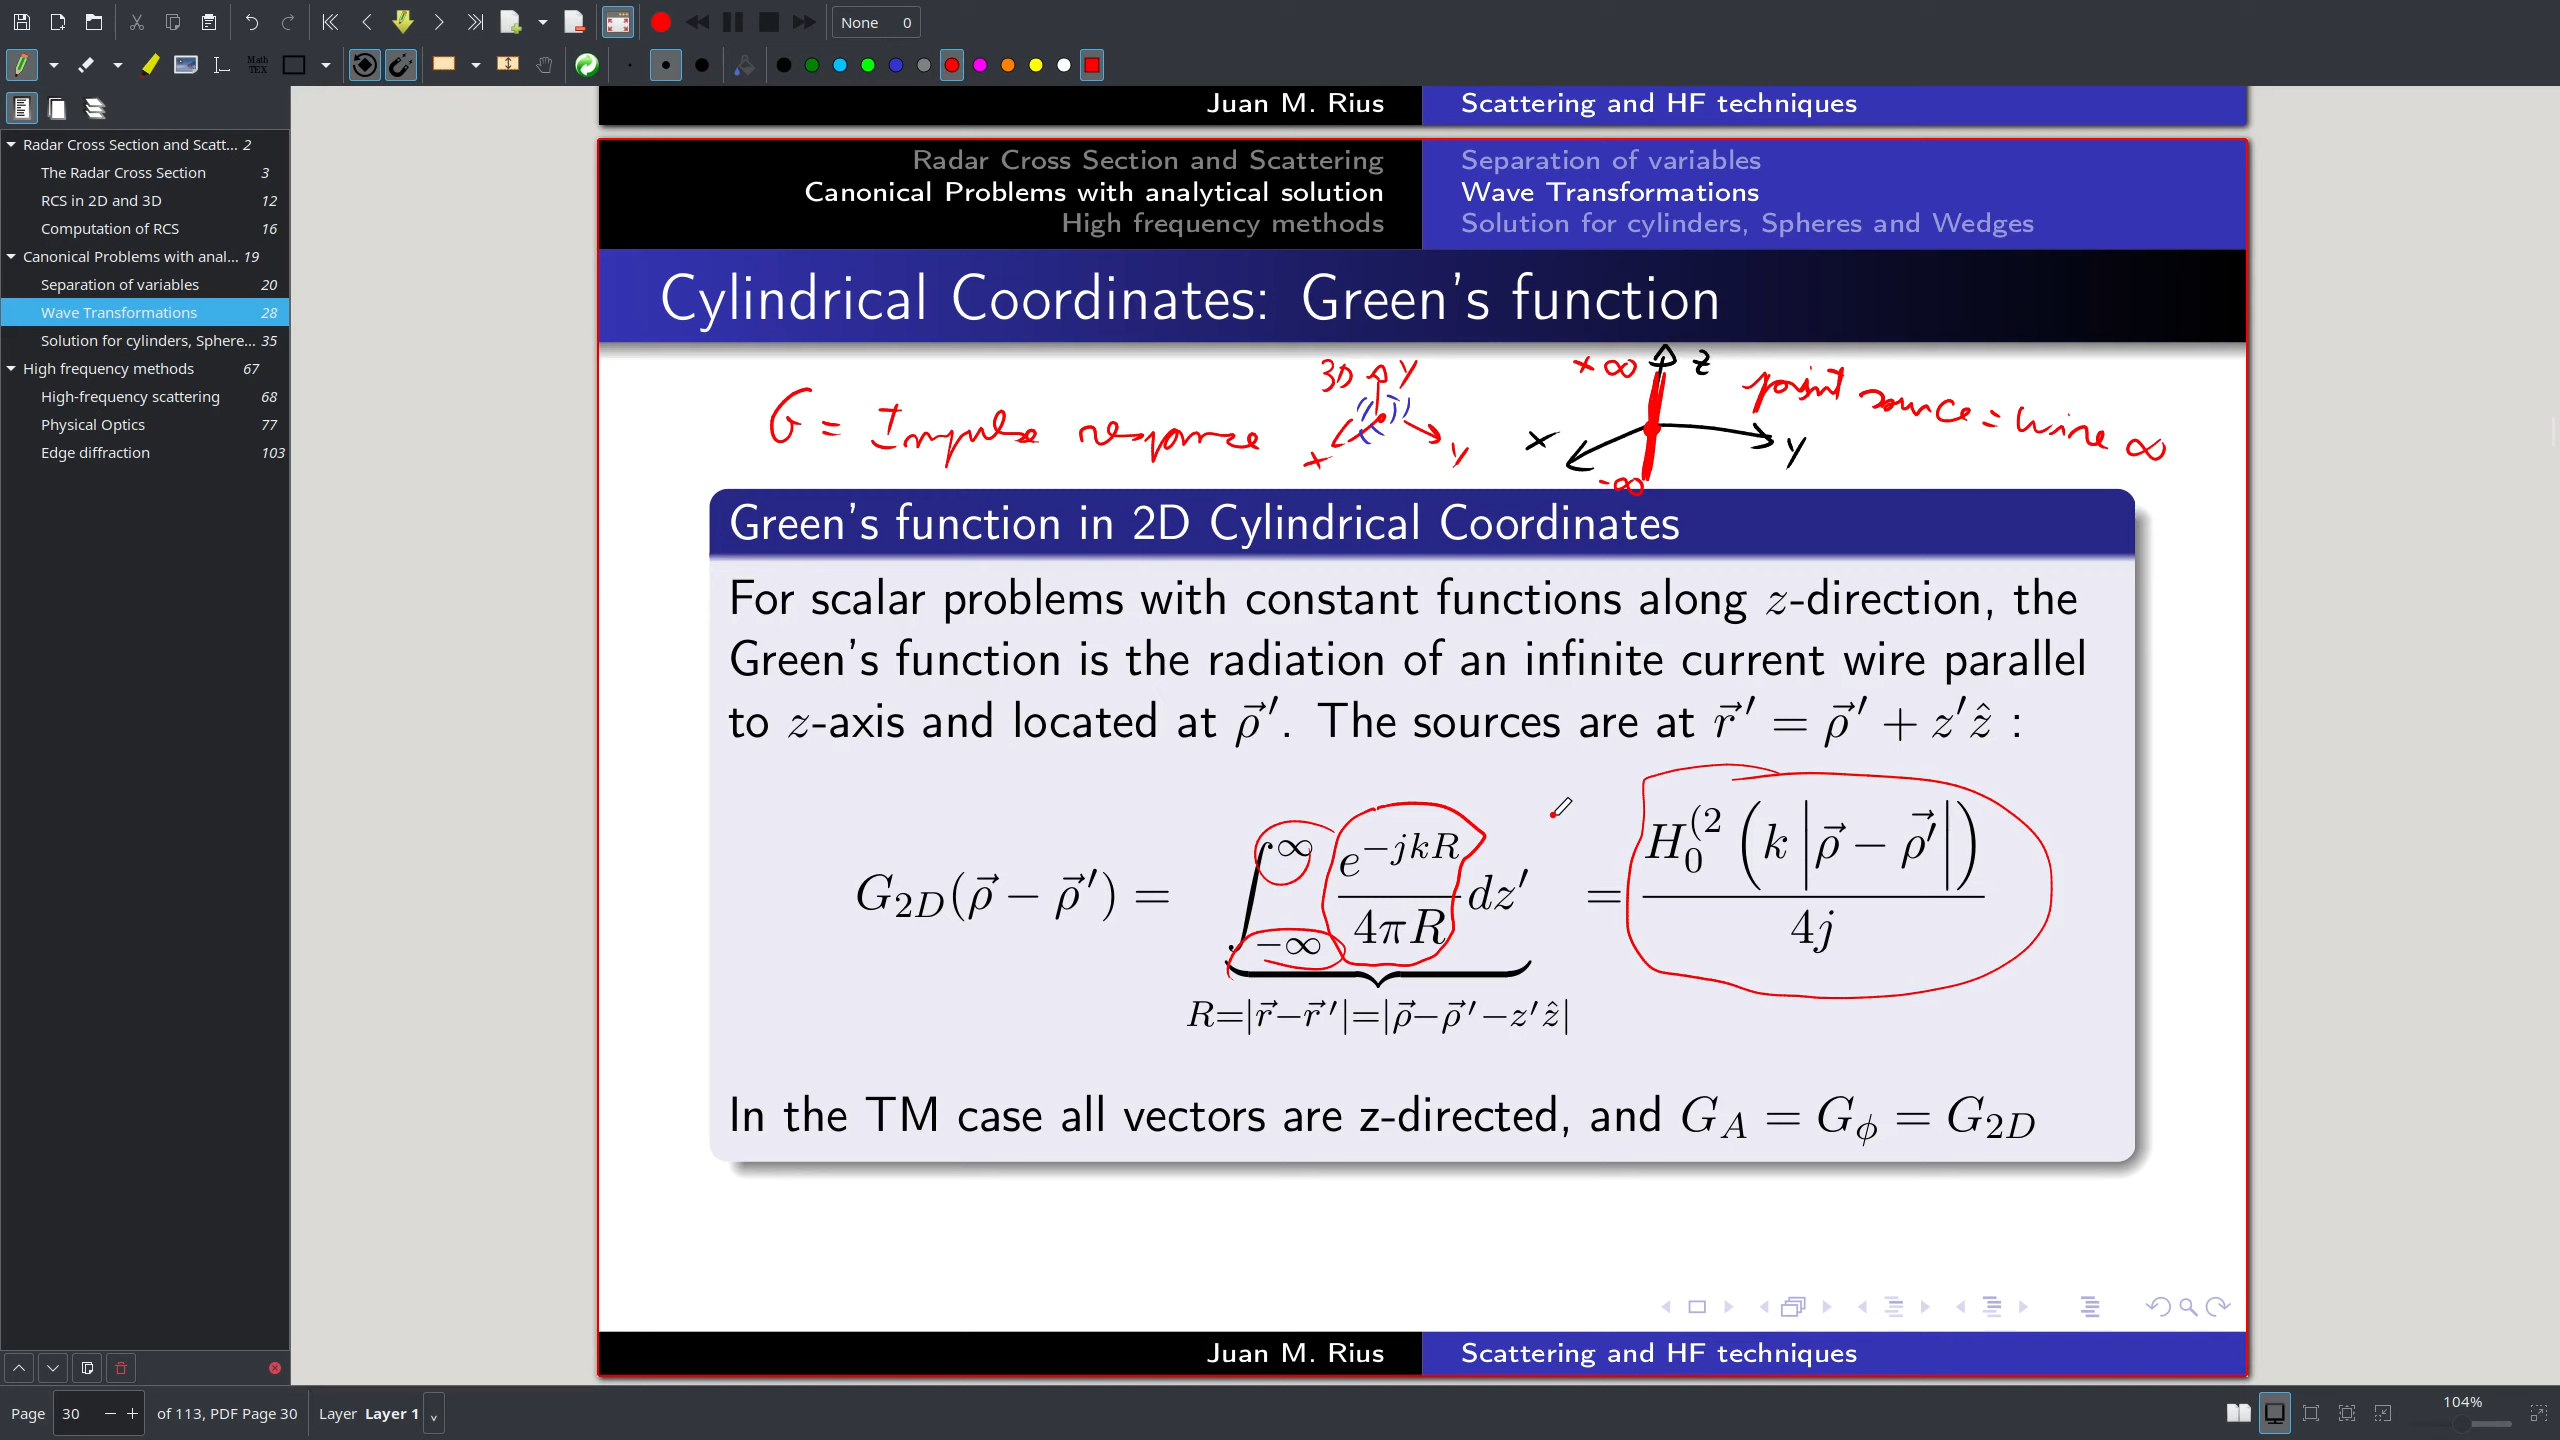 None 0
Math
TEX
Radar Cross Section and Scatt... 2
The Radar Cross Section 3
RCS in 2D and 3D 12
Computation of RCS 16
Canonical Problems with anal... 19
Separation of variables 20
Wave Transformations 28
Solution for cylinders, Sphere... 35
High frequency methods 67
High-frequency scattering 68
Physical Optics 77
Edge diffraction 103
Juan M. Rius Scattering and HF techniques
Radar Cross Section and Scattering
Canonical Problems with analytical solution
High frequency methods
Separation of variables
Wave Transformations
Solution for cylinders, Spheres and Wedges
Cylindrical Coordinates: Green's function
G = Impulse response
3D Y
X Y
+∞ z
X Y
-∞
point source = wire ∞
Green's function in 2D Cylindrical Coordinates
For scalar problems with constant functions along z-direction, the
Green's function is the radiation of an infinite current wire parallel
to z-axis and located at ρ⃗ ′. The sources are at r⃗ ′ = ρ⃗ ′ + z′ẑ :
G₂D(ρ⃗ − ρ⃗ ′) = ∫_{−∞}^{∞} e^{−jkR} / 4πR dz′ = H₀^{(2} (k |ρ⃗ − ρ⃗′|) / 4j
R=|r⃗−r⃗ ′|=|ρ⃗−ρ⃗ ′−z′ẑ|
In the TM case all vectors are z-directed, and G_A = G_ϕ = G₂D
Juan M. Rius Scattering and HF techniques
Page 30 − + of 113, PDF Page 30 Layer Layer 1
104%